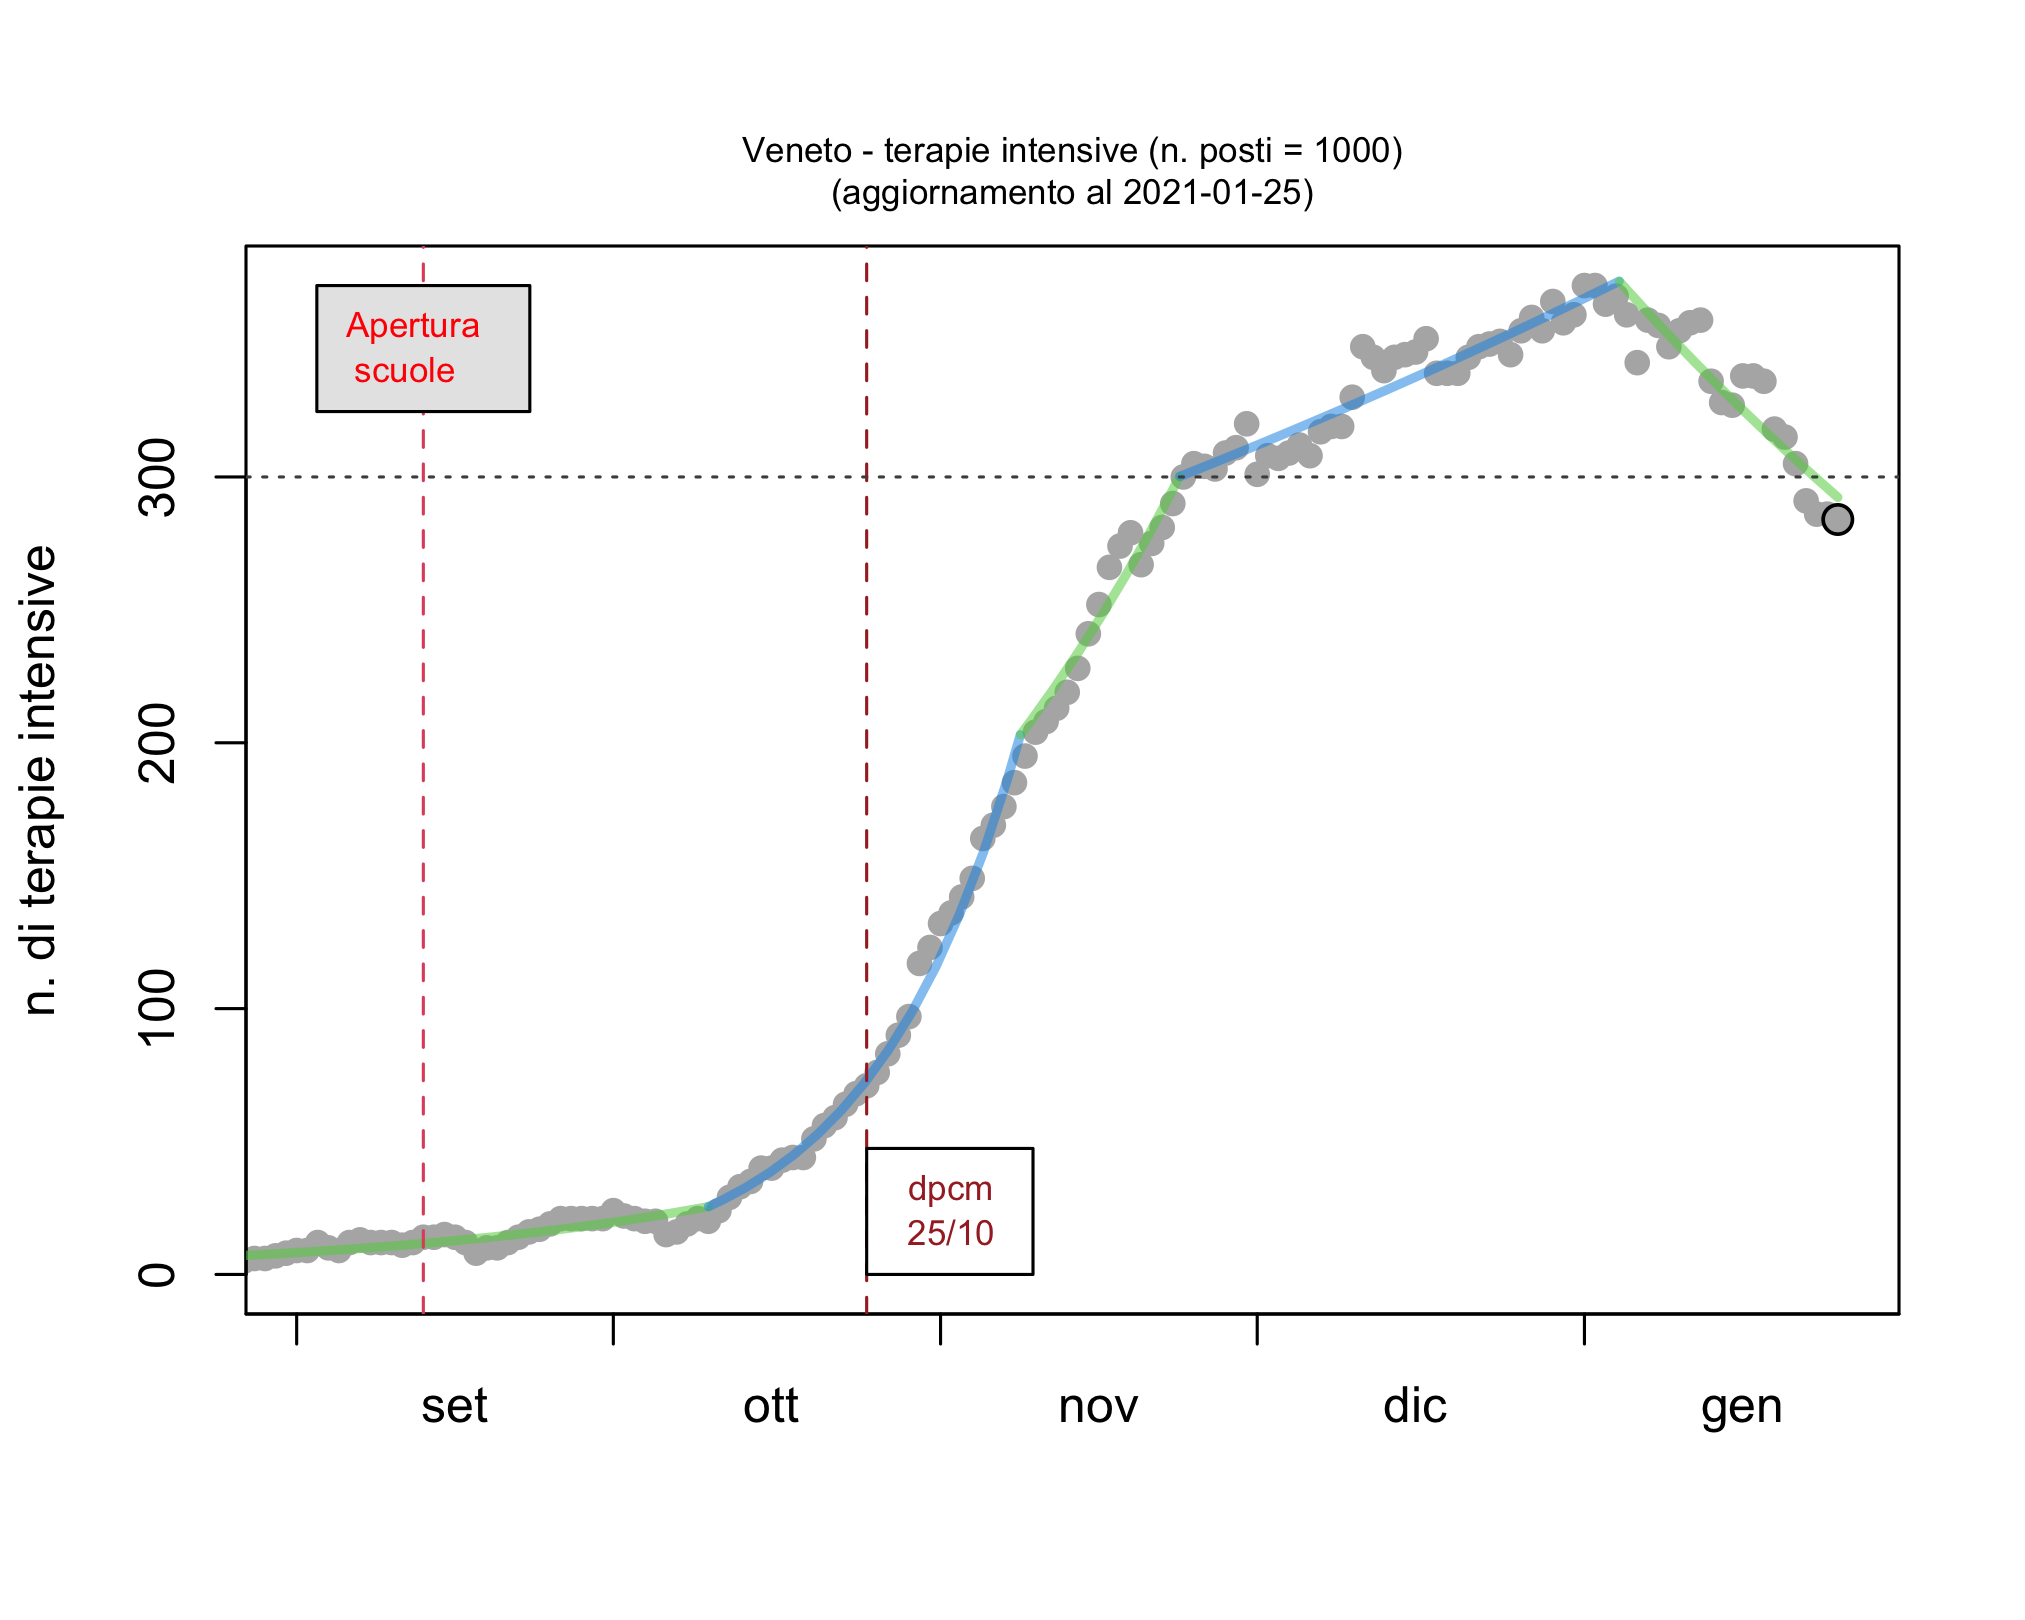 Veneto - terapie intensive (n. posti = 1000)
(aggiornamento al 2021-01-25)
Apertura
scuole
n. di terapie intensive
300
200
100
0
dpcm
25/10
set
ott
nov
dic
gen